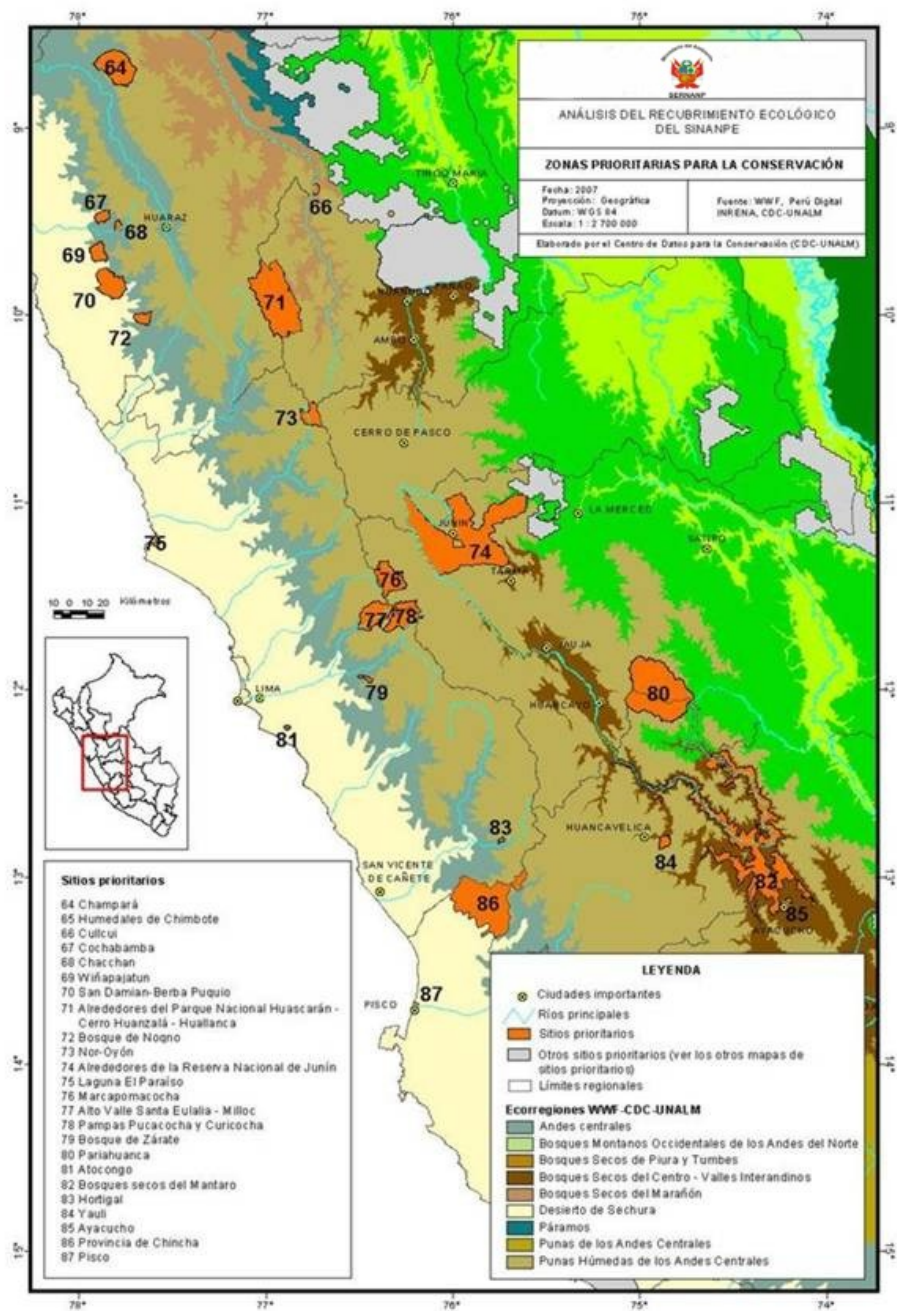 78°
77°
76°
75°
74°
SERNANP
ANÁLISIS DEL RECUBRIMIENTO ECOLÓGICO
DEL SINANPE
ZONAS PRIORITARIAS PARA LA CONSERVACIÓN
Fecha: 2007
Proyección: Geográfica
Datum: WGS 84
Escala: 1 : 2 700 000
Fuente: WWF, Perú Digital
INRENA, CDC-UNALM
Elaborado por el Centro de Datos para la Conservación (CDC-UNALM)
64
9°
9°
TINGO MARIA
66
67
HUARAZ
68
69
70
71
72
PANAO
10°
10°
AMBO
73
CERRO DE PASCO
11°
11°
LA MERCED
JUNIN
74
SATIPO
75
TARMA
76
77
78
10 0 10 20 Kilómetros
JAUJA
79
80
12°
12°
LIMA
HUANCAYO
81
83
HUANCAVELICA
84
SAN VICENTE
DE CAÑETE
82
13°
13°
86
85
AYACUCHO
PISCO
87
14°
14°
15°
15°
Sitios prioritarios
64 Champará
65 Humedales de Chimbote
66 Cullcui
67 Cochabamba
68 Chacchan
69 Wiñapajatun
70 San Damian-Berba Puquio
71 Alrededores del Parque Nacional Huascarán -
Cerro Huanzalá - Huallanca
72 Bosque de Noqno
73 Nor-Oyón
74 Alrededores de la Reserva Nacional de Junín
75 Laguna El Paraíso
76 Marcapomacocha
77 Alto Valle Santa Eulalia - Milloc
78 Pampas Pucacocha y Curicocha
79 Bosque de Zárate
80 Pariahuanca
81 Atocongo
82 Bosques secos del Mantaro
83 Hortigal
84 Yauli
85 Ayacucho
86 Provincia de Chincha
87 Pisco
LEYENDA
Ciudades importantes
Ríos principales
Sitios prioritarios
Otros sitios prioritarios (ver los otros mapas de
sitios prioritarios)
Límites regionales
Ecorregiones WWF-CDC-UNALM
Andes centrales
Bosques Montanos Occidentales de los Andes del Norte
Bosques Secos de Piura y Tumbes
Bosques Secos del Centro - Valles Interandinos
Bosques Secos del Marañón
Desierto de Sechura
Páramos
Punas de los Andes Centrales
Punas Húmedas de los Andes Centrales
78°
77°
76°
75°
74°